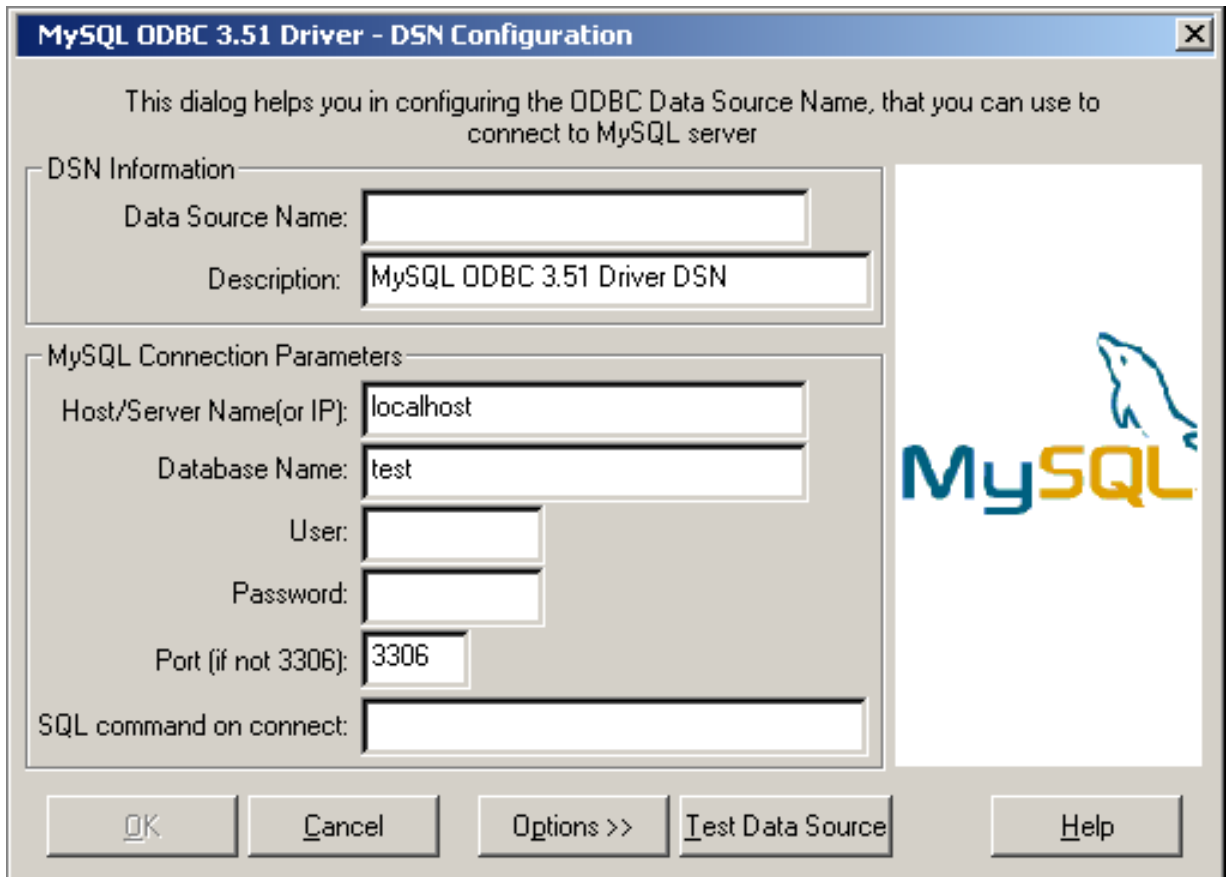 MySQL ODBC 3.51 Driver - DSN Configuration
This dialog helps you in configuring the ODBC Data Source Name, that you can use to
connect to MySQL server
DSN Information
Data Source Name:
Description: MySQL ODBC 3.51 Driver DSN
MySQL Connection Parameters
Host/Server Name(or IP): localhost
Database Name: test
User:
Password:
Port (if not 3306): 3306
SQL command on connect:
MySQL
OK Cancel Options >> Test Data Source Help